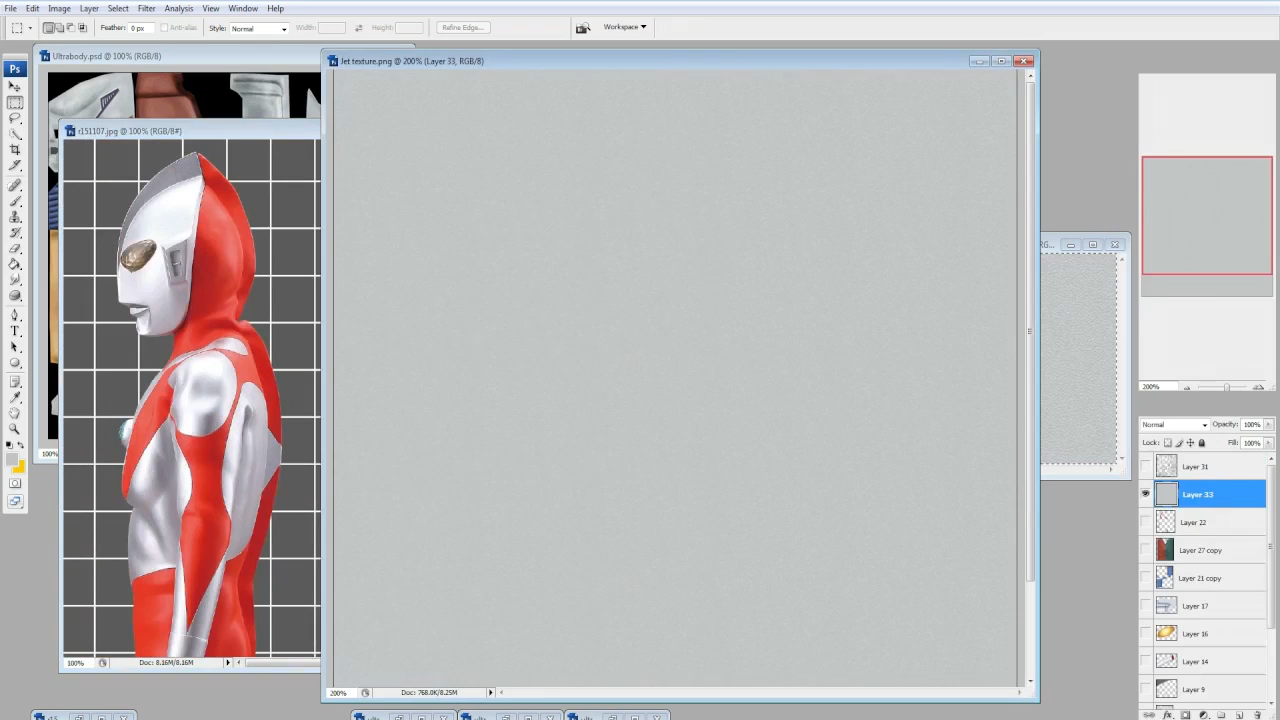 File Edit Image Layer Select Filter Analysis View Window Help
Feather: 0 px Anti-alias Style: Normal Width: Height: Refine Edge... Workspace
Ultrabody.psd @ 100% (RGB/8)
Jet texture.png @ 200% (Layer 33, RGB/8)
Ps
r151107.jpg @ 100% (RGB/8#)
RG...
200%
Normal Opacity: 100%
Lock: Fill: 100%
Layer 31
Layer 33
Layer 22
Layer 27 copy
Layer 21 copy
Layer 17
Layer 16
Layer 14
Layer 9
100%
100% Doc: 8.16M/8.16M
200% Doc: 768.0K/8.25M